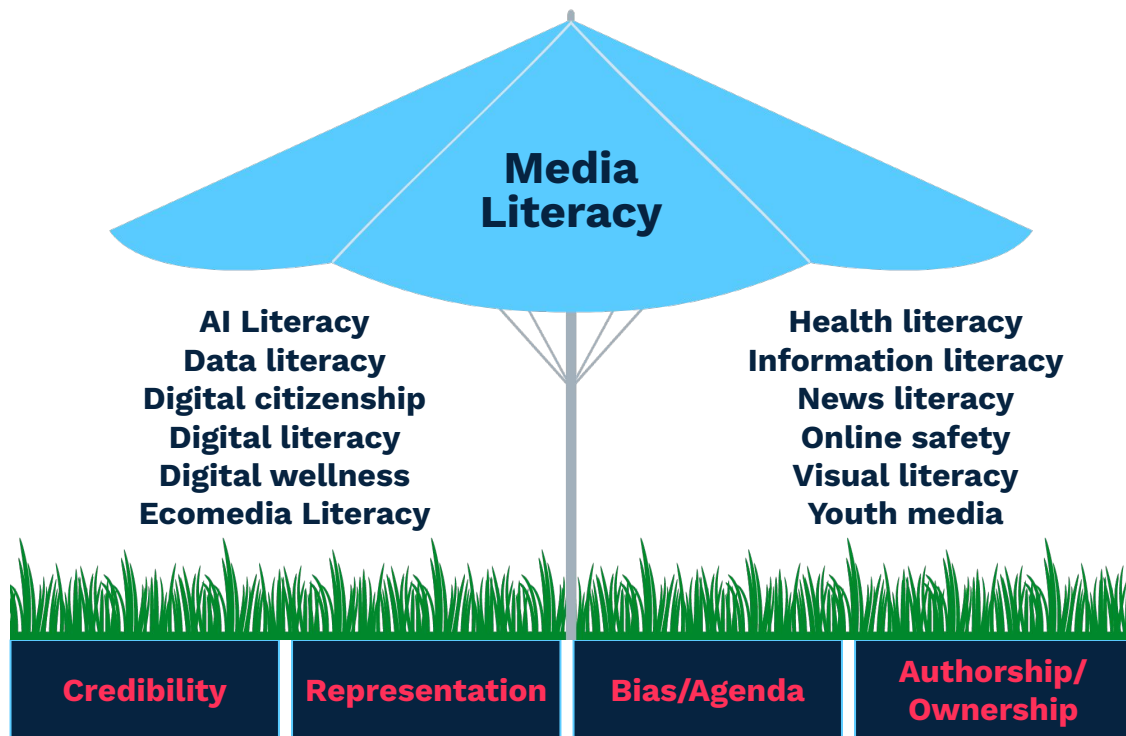 Media
Literacy
AI Literacy
Data literacy
Digital citizenship
Digital literacy
Digital wellness
Ecomedia Literacy
Health literacy
Information literacy
News literacy
Online safety
Visual literacy
Youth media
Credibility
Representation
Bias/Agenda
Authorship/
Ownership